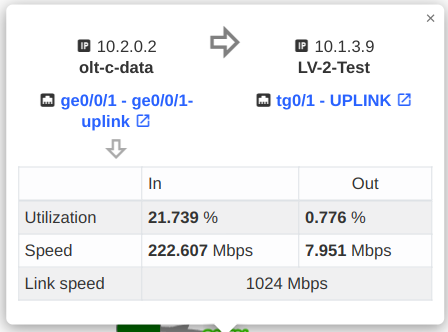 ×
IP 10.2.0.2
olt-c-data
IP 10.1.3.9
LV-2-Test
ge0/0/1 - ge0/0/1-
uplink
tg0/1 - UPLINK
In Out
Utilization 21.739 % 0.776 %
Speed 222.607 Mbps 7.951 Mbps
Link speed 1024 Mbps